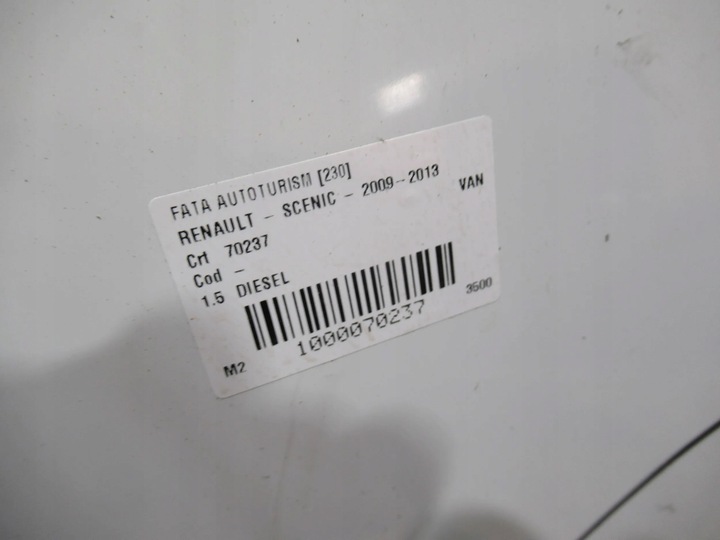 FATA AUTOTURISM [230]
RENAULT - SCENIC - 2009-2013 VAN
Crt 70237
Cod -
1.5 DIESEL
1000070237
M2 3500